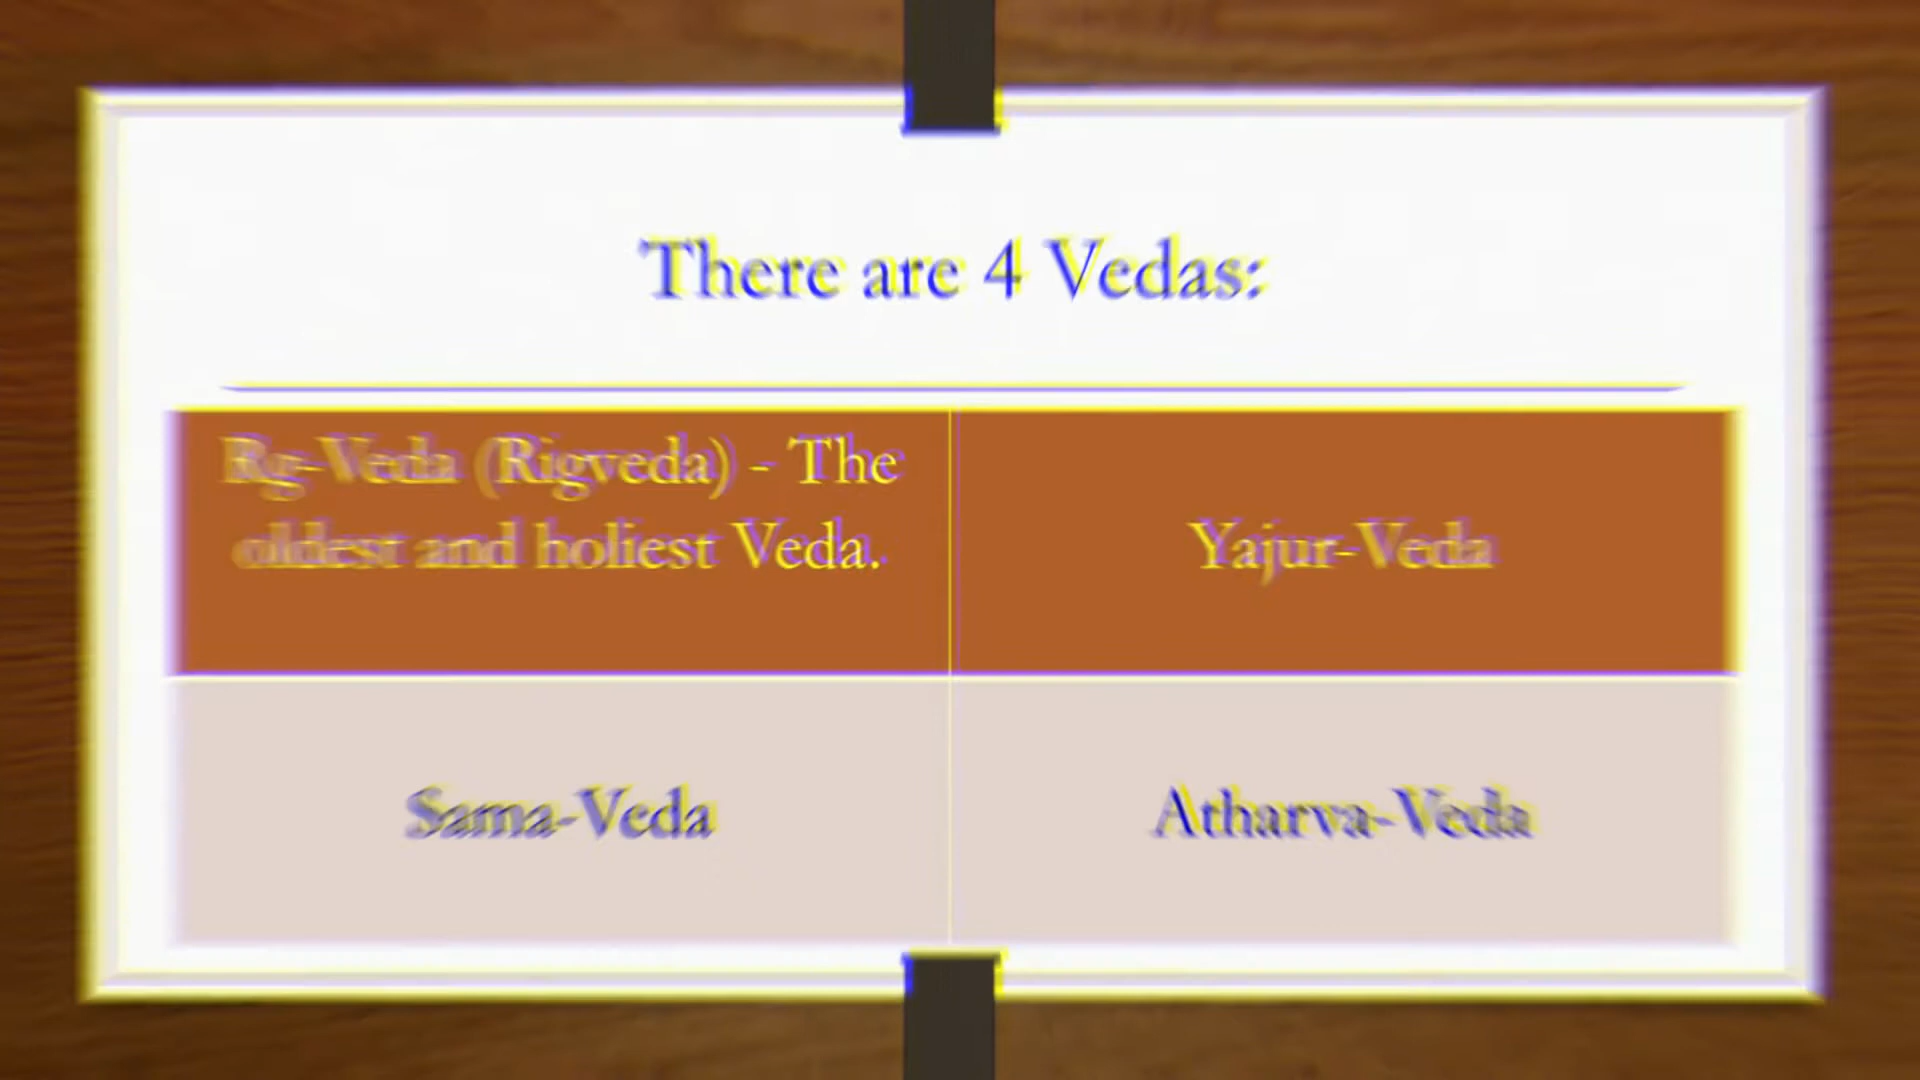 There are 4 Vedas:
Rg-Veda (Rigveda) - The
oldest and holiest Veda.
Yajur-Veda
Sama-Veda
Atharva-Veda